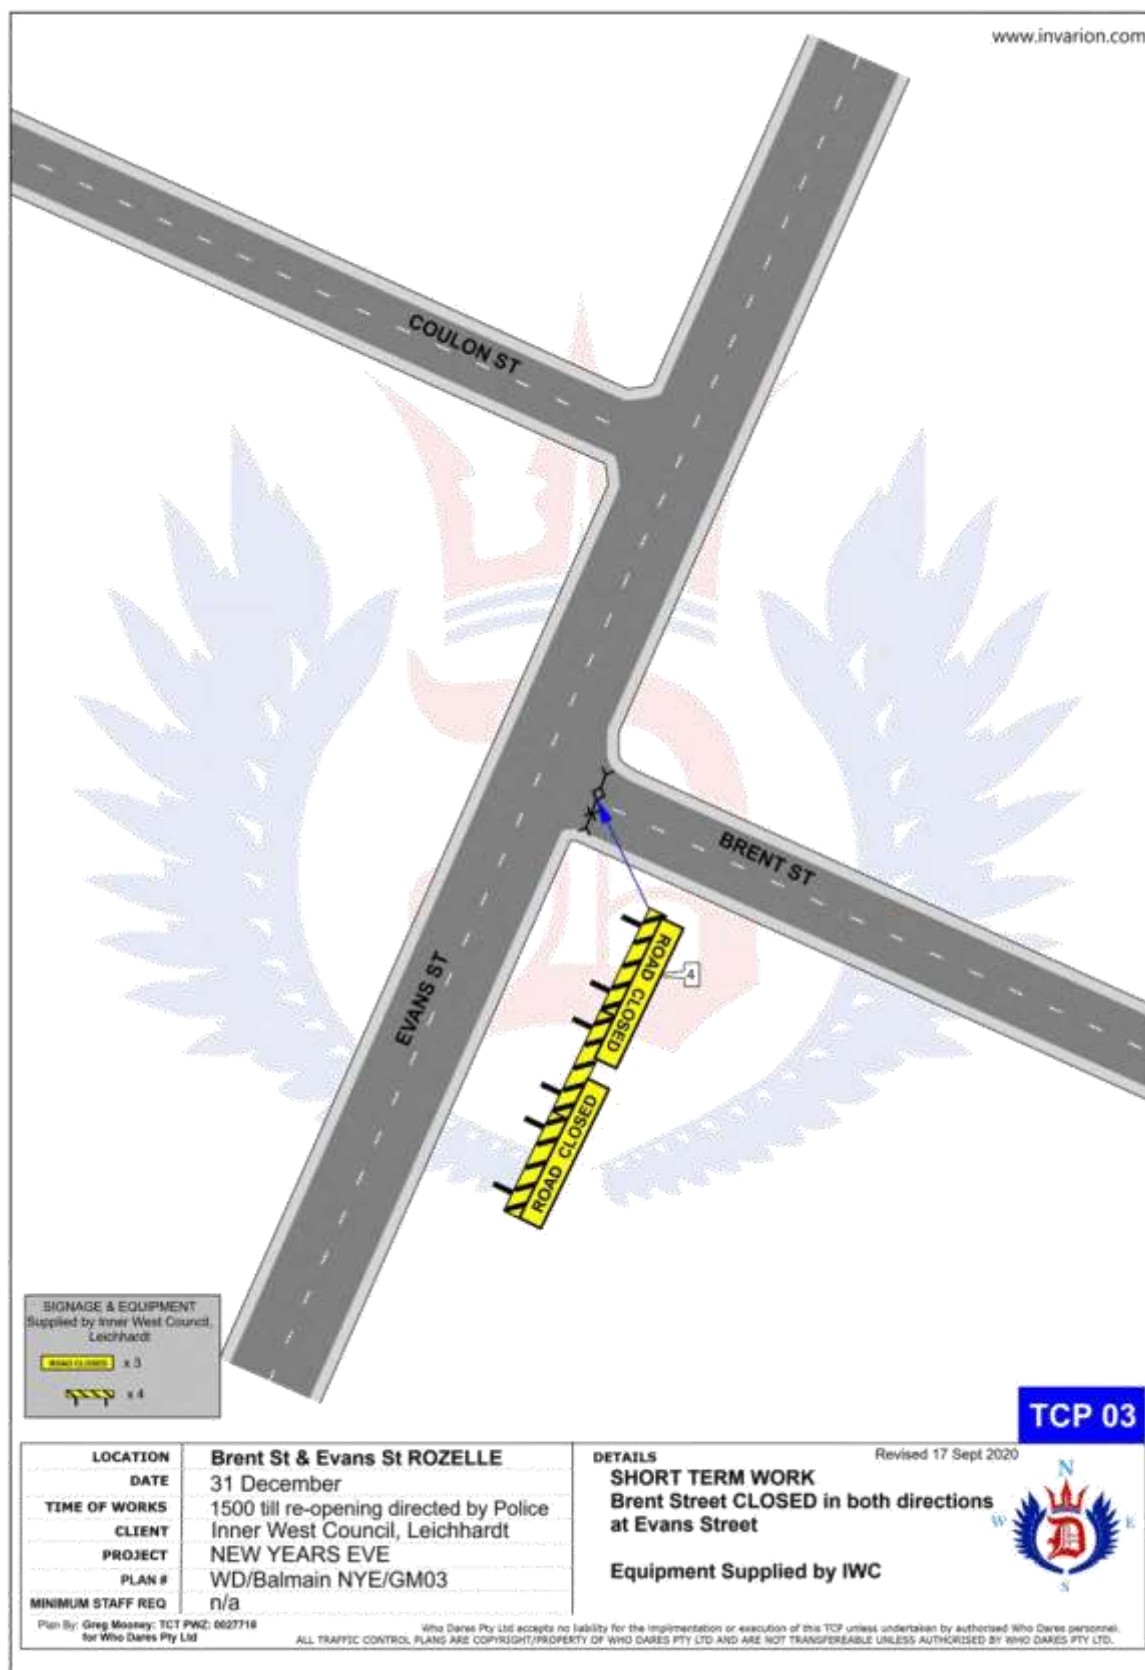 www.invarion.com
COULON ST
BRENT ST
EVANS ST
ROAD CLOSED
4
ROAD CLOSED
SIGNAGE & EQUIPMENT
Supplied by Inner West Council,
Leichhardt
ROAD CLOSED x 3
x 4
TCP 03
LOCATION Brent St & Evans St ROZELLE
DATE 31 December
TIME OF WORKS 1500 till re-opening directed by Police
CLIENT Inner West Council, Leichhardt
PROJECT NEW YEARS EVE
PLAN # WD/Balmain NYE/GM03
MINIMUM STAFF REQ n/a
DETAILS Revised 17 Sept 2020
SHORT TERM WORK
Brent Street CLOSED in both directions
at Evans Street
Equipment Supplied by IWC
N
W E
S
Plan By: Greg Mooney: TCT PWZ: 0027718
for Who Dares Pty Ltd
Who Dares Pty Ltd accepts no liability for the implimentation or execution of this TCP unless undertaken by authorised Who Dares personnel.
ALL TRAFFIC CONTROL PLANS ARE COPYRIGHT/PROPERTY OF WHO DARES PTY LTD AND ARE NOT TRANSFEREABLE UNLESS AUTHORISED BY WHO DARES PTY LTD.